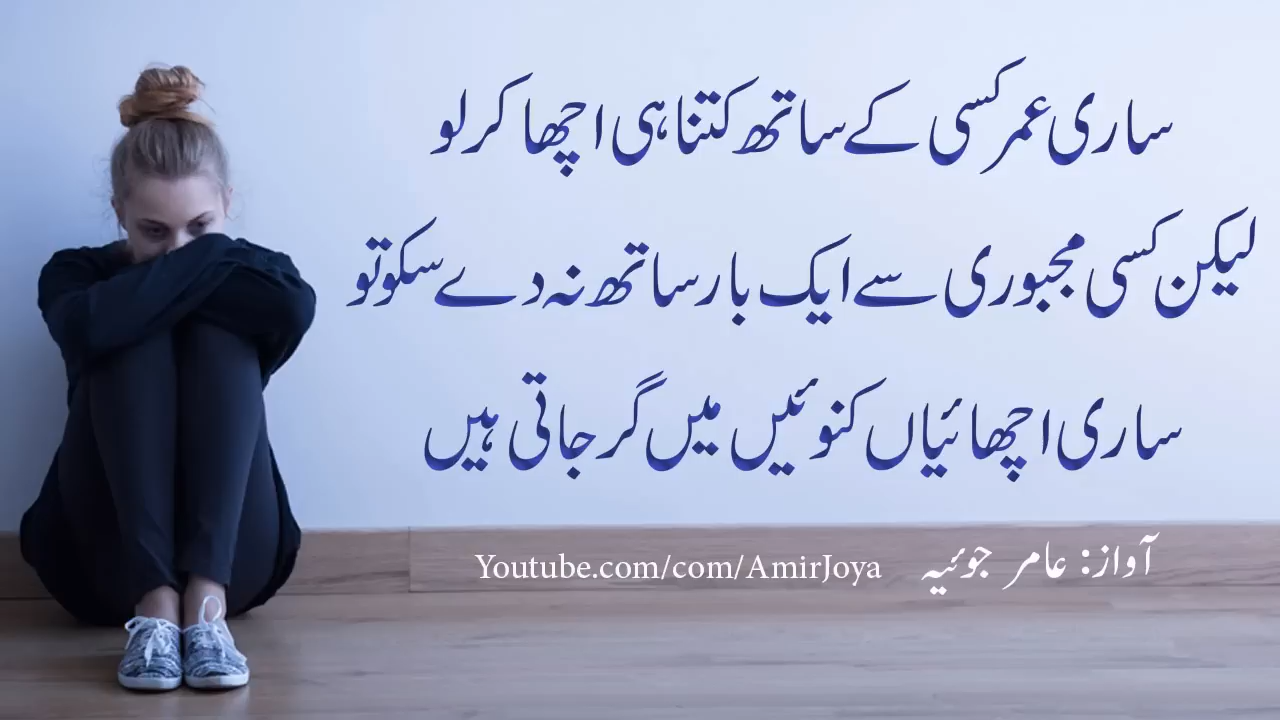 ساری عمر کسی کے ساتھ کتنا ہی اچھا کر لو
لیکن کسی مجبوری سے ایک بار ساتھ نہ دے سکو تو
ساری اچھائیاں کنوئیں میں گر جاتی ہیں
آواز: عامر جوئیہ Youtube.com/com/AmirJoya